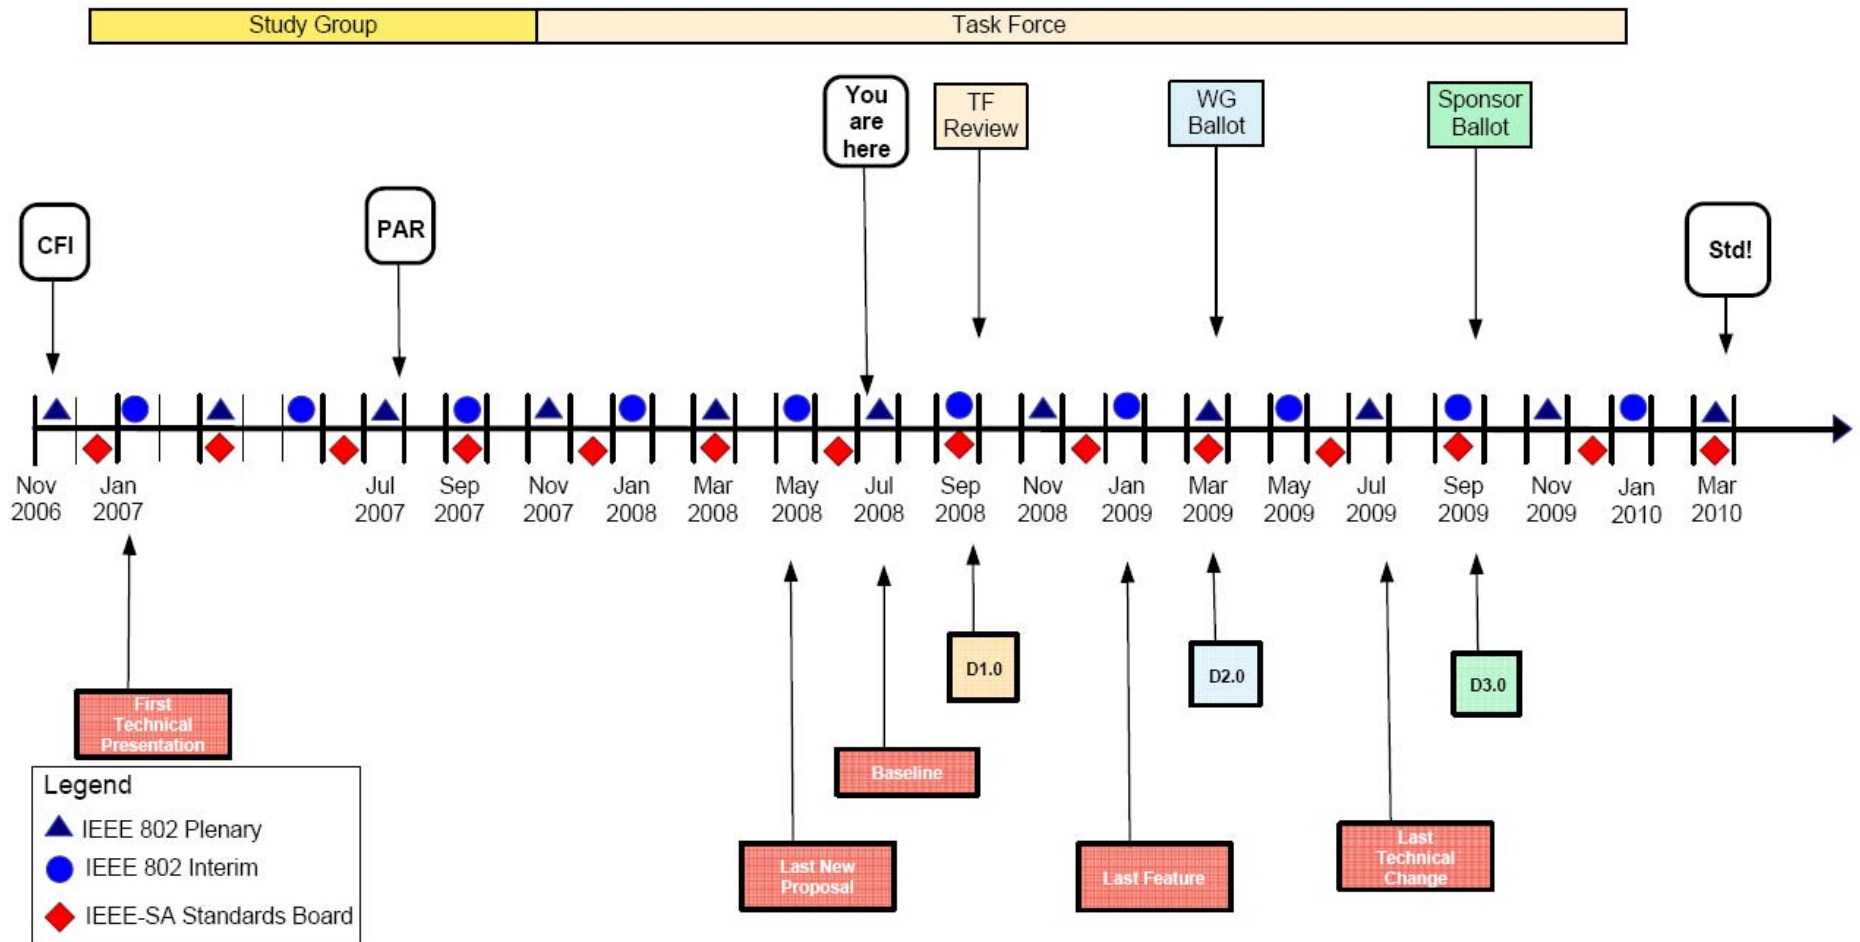 Study Group
Task Force
You
are
here
TF
Review
WG
Ballot
Sponsor
Ballot
CFI
PAR
Std!
Nov
2006
Jan
2007
Jul
2007
Sep
2007
Nov
2007
Jan
2008
Mar
2008
May
2008
Jul
2008
Sep
2008
Nov
2008
Jan
2009
Mar
2009
May
2009
Jul
2009
Sep
2009
Nov
2009
Jan
2010
Mar
2010
D1.0
D2.0
D3.0
First
Technical
Presentation
Baseline
Last New
Proposal
Last Feature
Last
Technical
Change
Legend
IEEE 802 Plenary
IEEE 802 Interim
IEEE-SA Standards Board